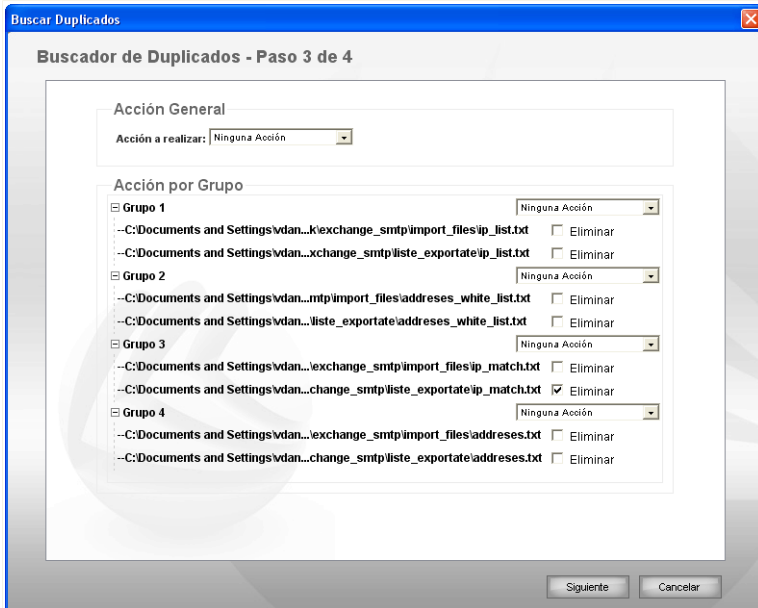 Buscar Duplicados
Buscador de Duplicados - Paso 3 de 4
Acción General
Acción a realizar: Ninguna Acción
Acción por Grupo
Grupo 1 Ninguna Acción
--C:\Documents and Settings\vdan...k\exchange_smtp\import_files\ip_list.txt Eliminar
--C:\Documents and Settings\vdan...xchange_smtp\liste_exportate\ip_list.txt Eliminar
Grupo 2 Ninguna Acción
--C:\Documents and Settings\vdan...mtp\import_files\addreses_white_list.txt Eliminar
--C:\Documents and Settings\vdan...\liste_exportate\addreses_white_list.txt Eliminar
Grupo 3 Ninguna Acción
--C:\Documents and Settings\vdan...\exchange_smtp\import_files\ip_match.txt Eliminar
--C:\Documents and Settings\vdan...change_smtp\liste_exportate\ip_match.txt Eliminar
Grupo 4 Ninguna Acción
--C:\Documents and Settings\vdan...\exchange_smtp\import_files\addreses.txt Eliminar
--C:\Documents and Settings\vdan...change_smtp\liste_exportate\addreses.txt Eliminar
Siguiente Cancelar